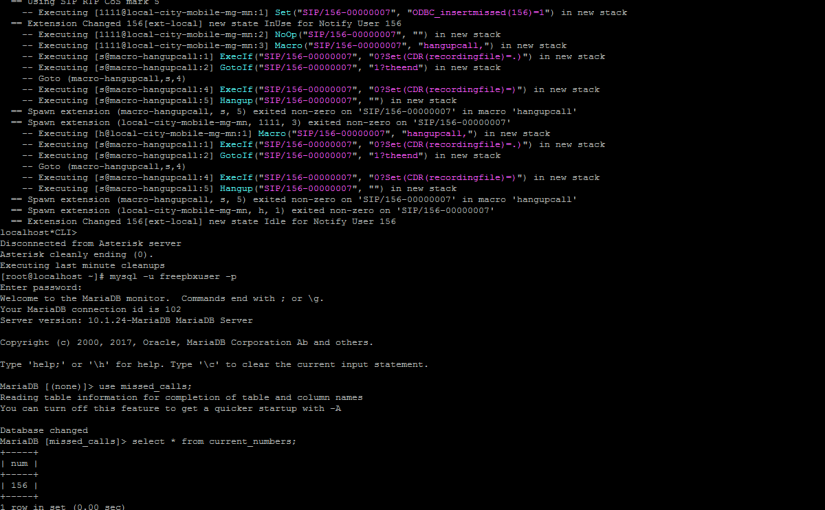 == Using SIP RTP CoS mark 5
-- Executing [1111@local-city-mobile-mg-mn:1] Set("SIP/156-00000007", "ODBC_insertmissed(156)=1") in new stack
== Extension Changed 156[ext-local] new state InUse for Notify User 156
-- Executing [1111@local-city-mobile-mg-mn:2] NoOp("SIP/156-00000007", "") in new stack
-- Executing [1111@local-city-mobile-mg-mn:3] Macro("SIP/156-00000007", "hangupcall,") in new stack
-- Executing [s@macro-hangupcall:1] ExecIf("SIP/156-00000007", "0?Set(CDR(recordingfile)=.)") in new stack
-- Executing [s@macro-hangupcall:2] GotoIf("SIP/156-00000007", "1?theend") in new stack
-- Goto (macro-hangupcall,s,4)
-- Executing [s@macro-hangupcall:4] ExecIf("SIP/156-00000007", "0?Set(CDR(recordingfile)=)") in new stack
-- Executing [s@macro-hangupcall:5] Hangup("SIP/156-00000007", "") in new stack
== Spawn extension (macro-hangupcall, s, 5) exited non-zero on 'SIP/156-00000007' in macro 'hangupcall'
== Spawn extension (local-city-mobile-mg-mn, 1111, 3) exited non-zero on 'SIP/156-00000007'
-- Executing [h@local-city-mobile-mg-mn:1] Macro("SIP/156-00000007", "hangupcall,") in new stack
-- Executing [s@macro-hangupcall:1] ExecIf("SIP/156-00000007", "0?Set(CDR(recordingfile)=.)") in new stack
-- Executing [s@macro-hangupcall:2] GotoIf("SIP/156-00000007", "1?theend") in new stack
-- Goto (macro-hangupcall,s,4)
-- Executing [s@macro-hangupcall:4] ExecIf("SIP/156-00000007", "0?Set(CDR(recordingfile)=)") in new stack
-- Executing [s@macro-hangupcall:5] Hangup("SIP/156-00000007", "") in new stack
== Spawn extension (macro-hangupcall, s, 5) exited non-zero on 'SIP/156-00000007' in macro 'hangupcall'
== Spawn extension (local-city-mobile-mg-mn, h, 1) exited non-zero on 'SIP/156-00000007'
== Extension Changed 156[ext-local] new state Idle for Notify User 156
localhost*CLI>
Disconnected from Asterisk server
Asterisk cleanly ending (0).
Executing last minute cleanups
[root@localhost ~]# mysql -u freepbxuser -p
Enter password:
Welcome to the MariaDB monitor.  Commands end with ; or \g.
Your MariaDB connection id is 102
Server version: 10.1.24-MariaDB MariaDB Server
Copyright (c) 2000, 2017, Oracle, MariaDB Corporation Ab and others.
Type 'help;' or '\h' for help. Type '\c' to clear the current input statement.
MariaDB [(none)]> use missed_calls;
Reading table information for completion of table and column names
You can turn off this feature to get a quicker startup with -A
Database changed
MariaDB [missed_calls]> select * from current_numbers;
+-----+
| num |
+-----+
| 156 |
+-----+
1 row in set (0.00 sec)